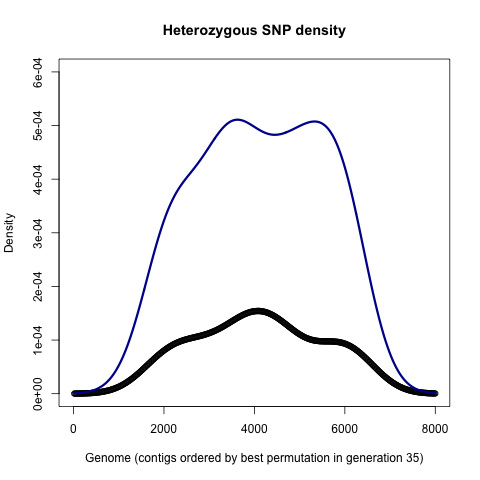 Heterozygous SNP density
6e-04
5e-04
4e-04
3e-04
2e-04
1e-04
0e+00
Density
0 2000 4000 6000 8000
Genome (contigs ordered by best permutation in generation 35)